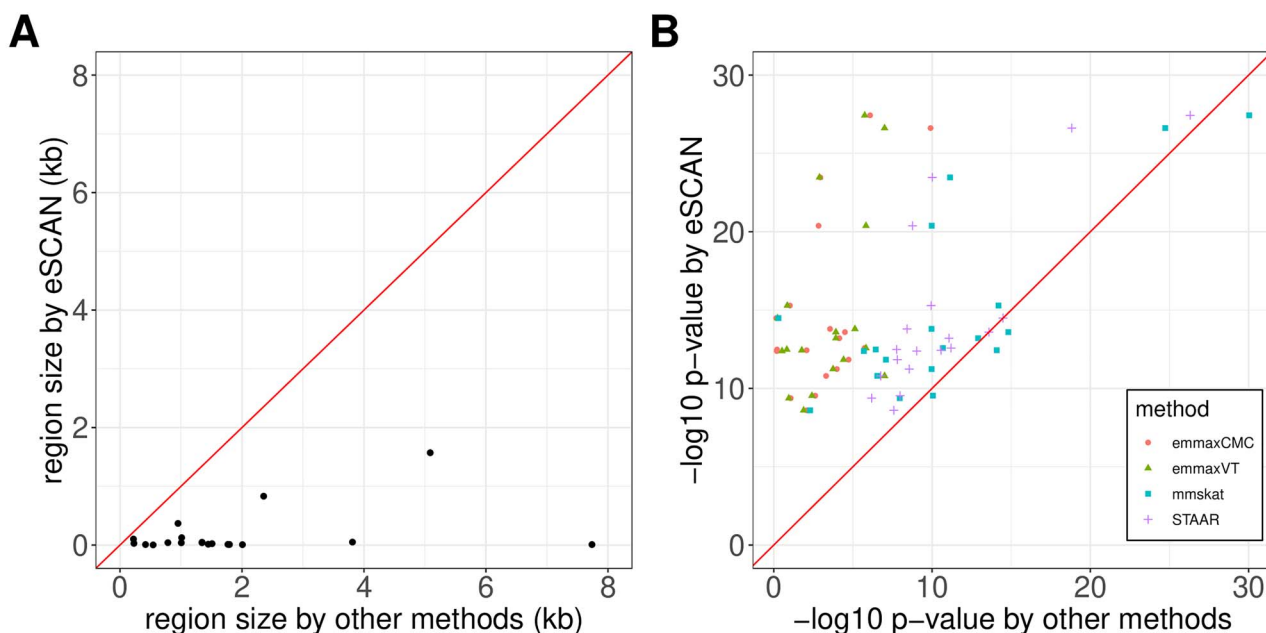 A
region size by eSCAN (kb)
8
6
4
2
0
0 2 4 6 8
region size by other methods (kb)
B
−log10 p−value by eSCAN
30
20
10
0
method
emmaxCMC
emmaxVT
mmskat
STAAR
0 10 20 30
−log10 p−value by other methods